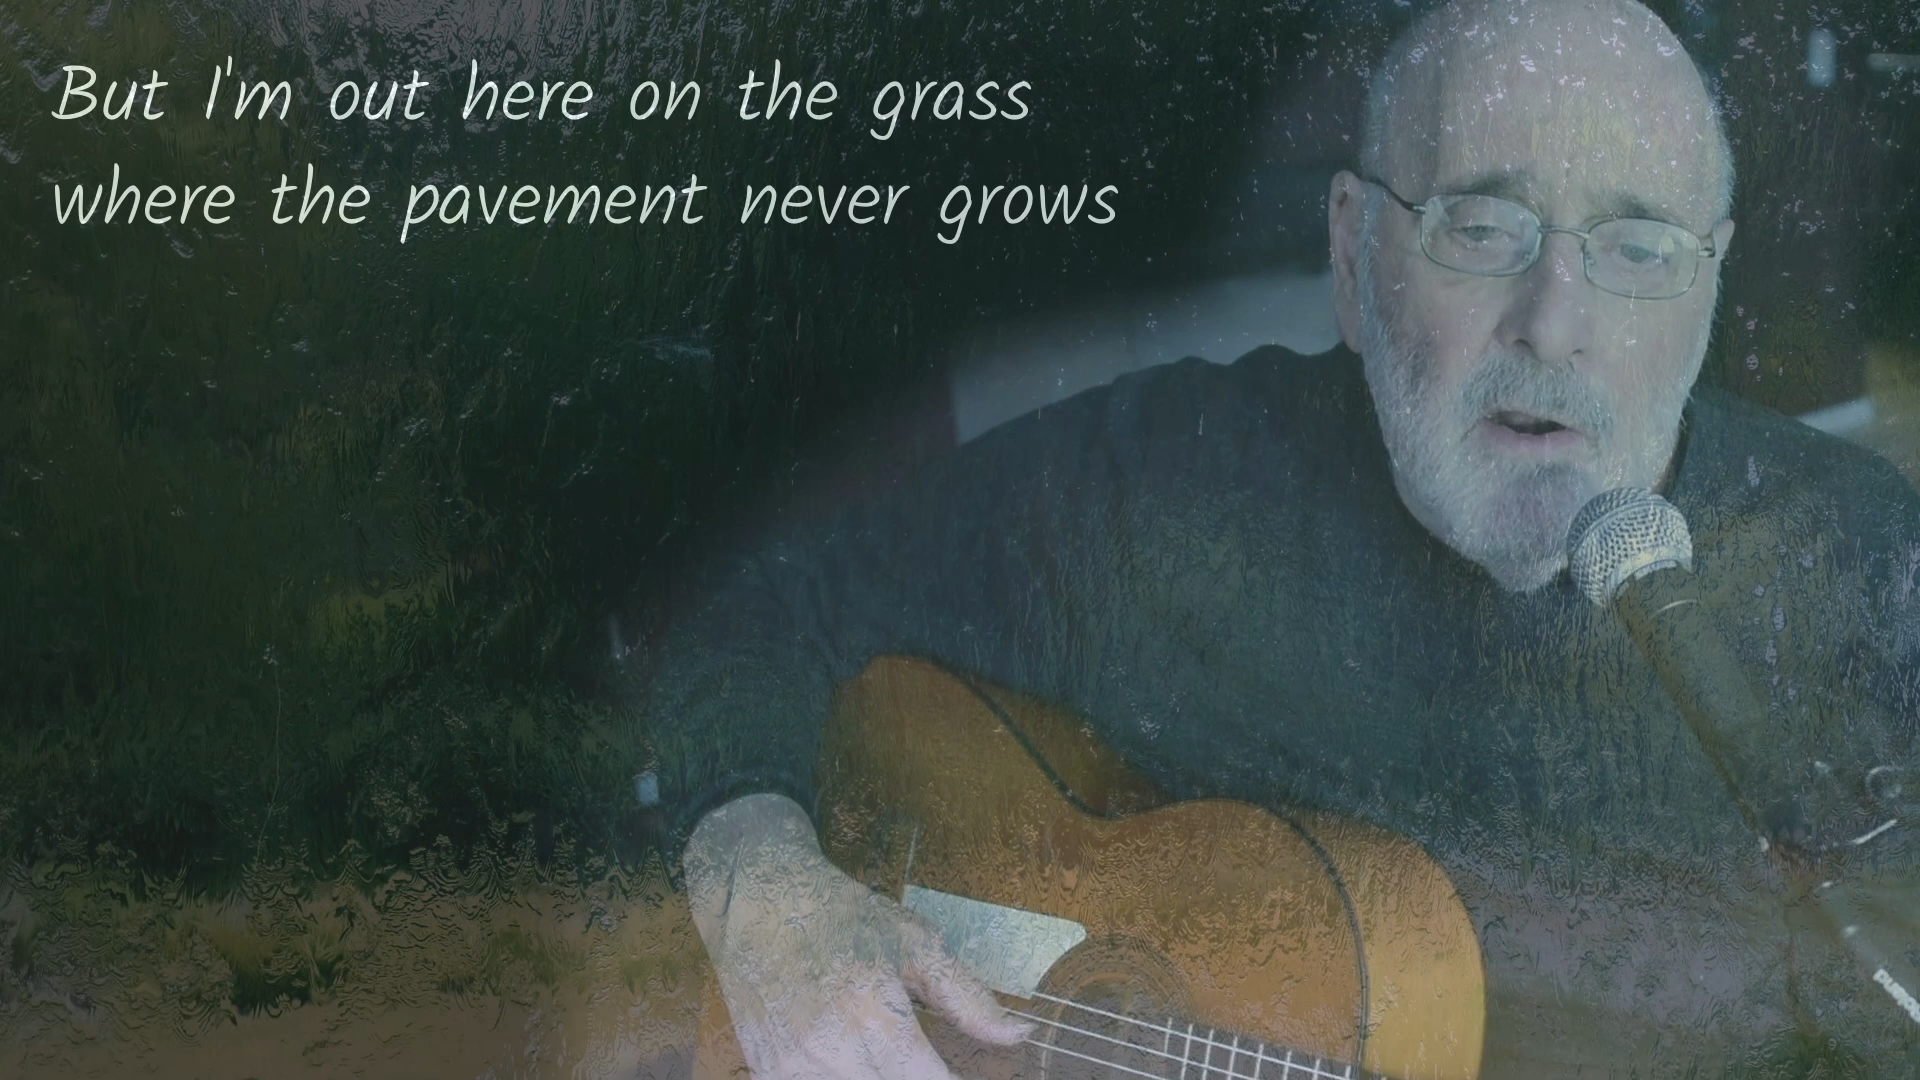 But I'm out here on the grass
where the pavement never grows